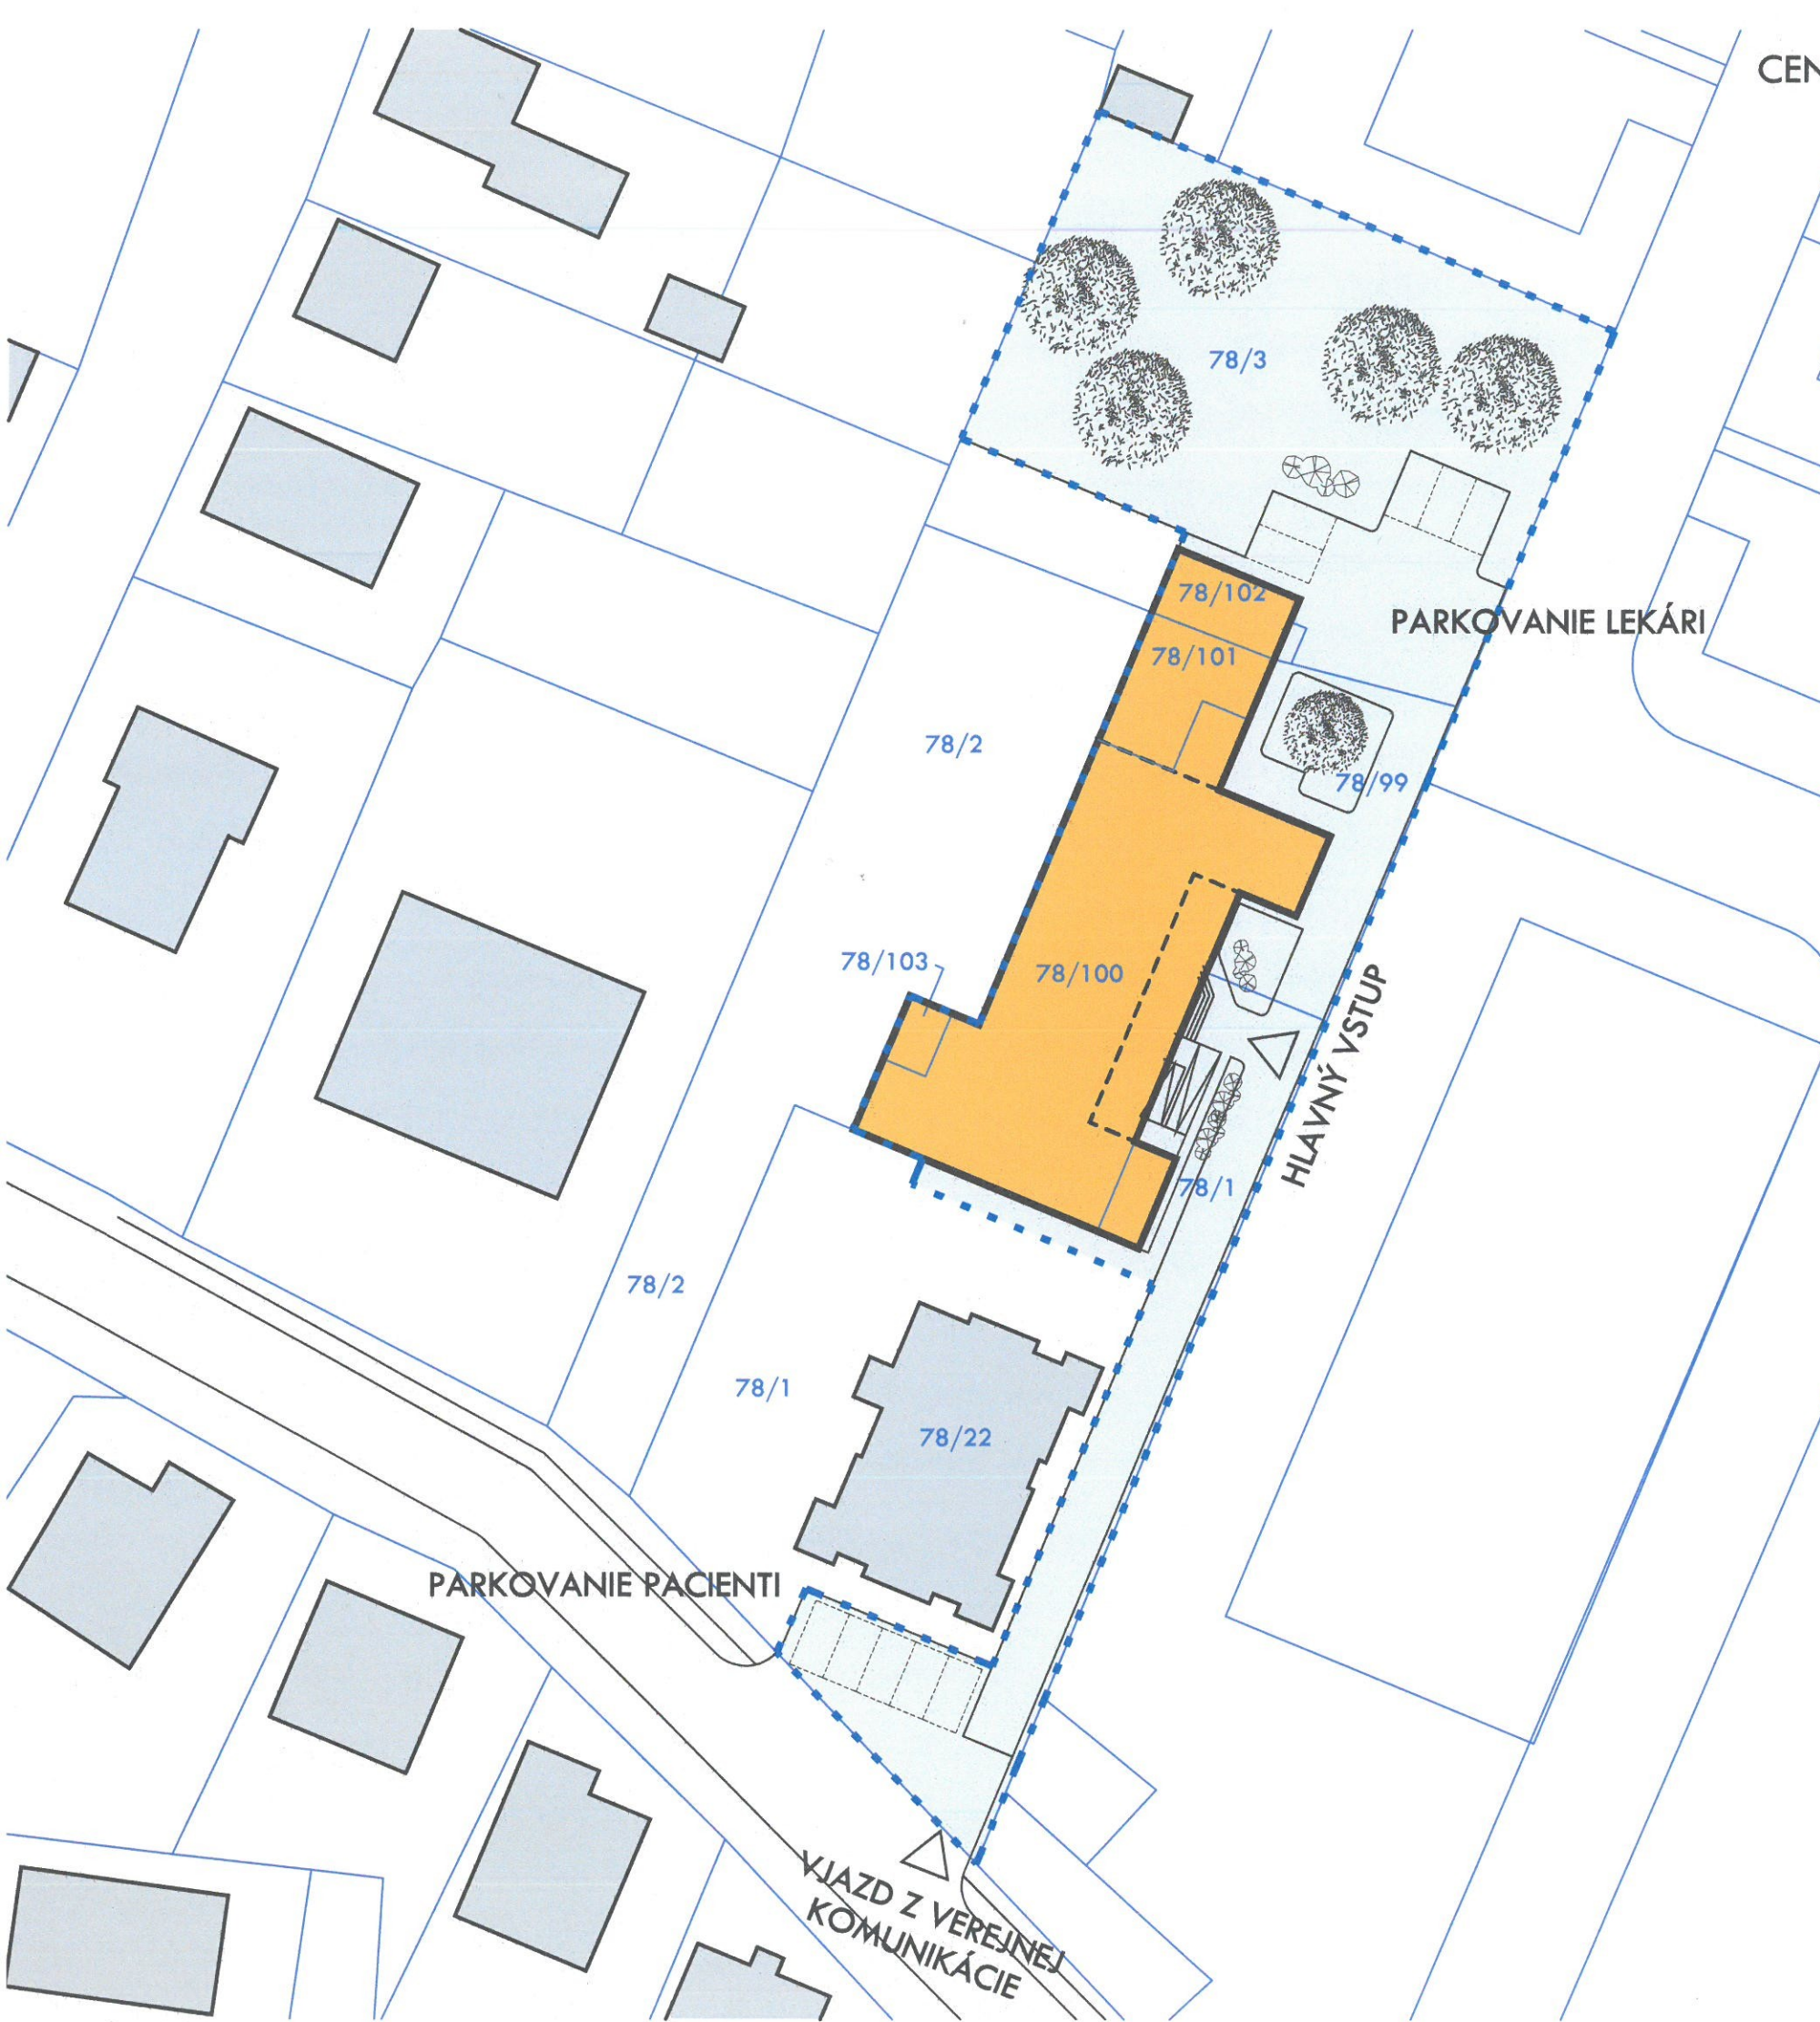 CEN
78/3
78/102
PARKOVANIE LEKÁRI
78/101
78/2
78/99
78/103
78/100
HLAVNÝ VSTUP
78/1
78/2
78/1
78/22
PARKOVANIE PACIENTI
VJAZD Z VEREJNEJ
KOMUNIKÁCIE